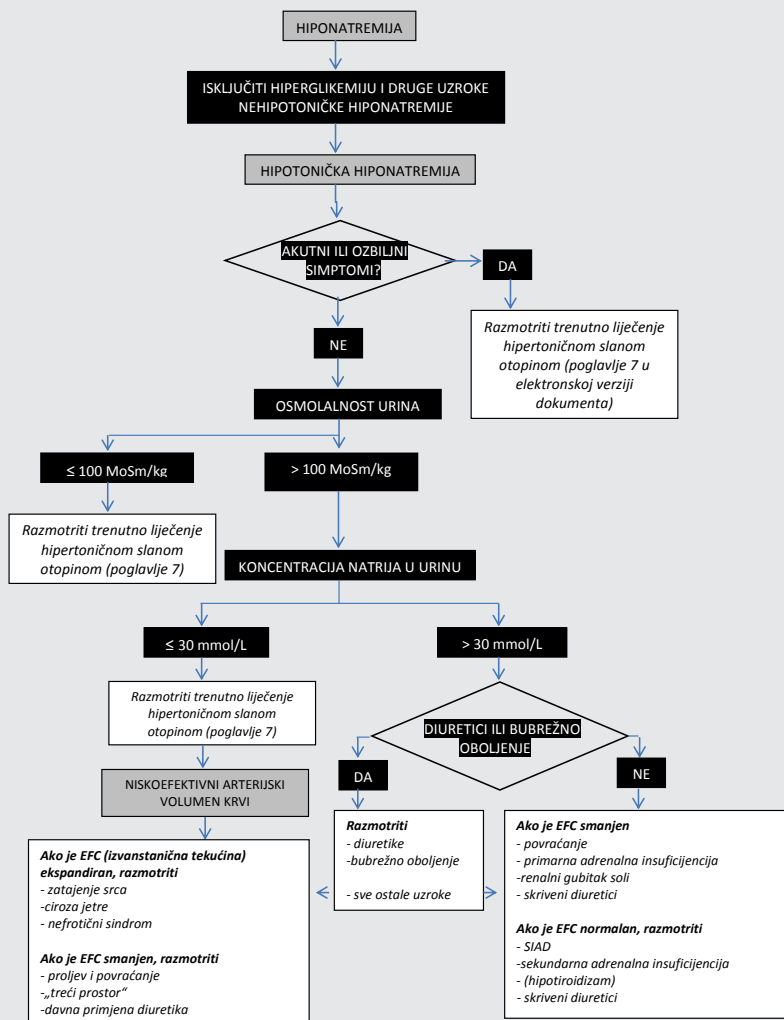 HIPONATREMIJA
ISKLJUČITI HIPERGLIKEMIJU I DRUGE UZROKE
NEHIPOTONIČKE HIPONATREMIJE
HIPOTONIČKA HIPONATREMIJA
AKUTNI ILI OZBILJNI
SIMPTOMI?
DA
NE
Razmotriti trenutno liječenje
hipertoničnom slanom
otopinom (poglavlje 7 u
elektronskoj verziji
dokumenta)
OSMOLALNOST URINA
≤ 100 MoSm/kg
> 100 MoSm/kg
Razmotriti trenutno liječenje
hipertoničnom slanom
otopinom (poglavlje 7)
KONCENTRACIJA NATRIJA U URINU
≤ 30 mmol/L
> 30 mmol/L
Razmotriti trenutno liječenje
hipertoničnom slanom
otopinom (poglavlje 7)
DIURETICI ILI BUBREŽNO
OBOLJENJE
DA
NE
NISKOEFEKTIVNI ARTERIJSKI
VOLUMEN KRVI
Ako je EFC (izvanstanična tekućina)
ekspandiran, razmotriti
- zatajenje srca
-ciroza jetre
- nefrotični sindrom
Ako je EFC smanjen, razmotriti
- proljev i povraćanje
-„treći prostor“
-davna primjena diuretika
Razmotriti
- diuretike
-bubrežno oboljenje
- sve ostale uzroke
Ako je EFC smanjen
- povraćanje
- primarna adrenalna insuficijencija
-renalni gubitak soli
- skriveni diuretici
Ako je EFC normalan, razmotriti
- SIAD
-sekundarna adrenalna insuficijencija
- (hipotiroidizam)
- skriveni diuretici